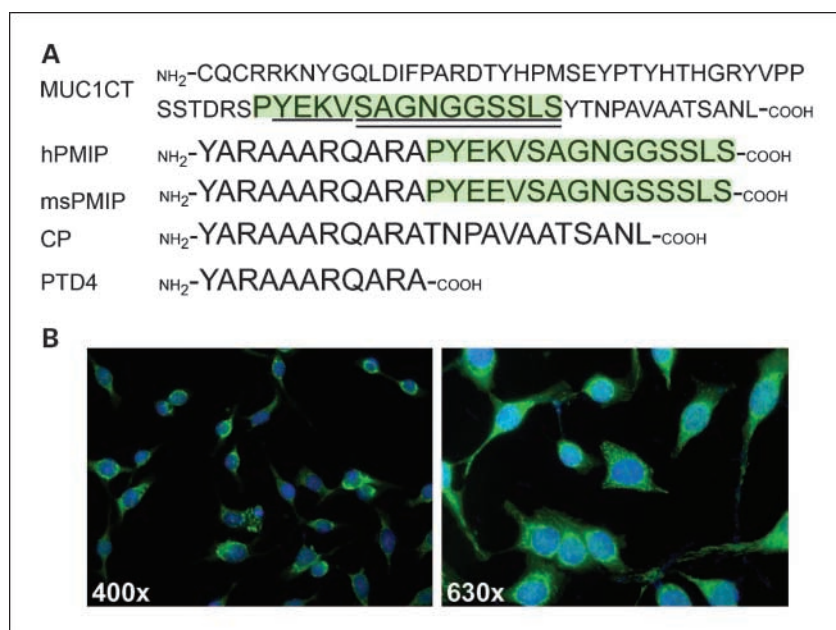 A
MUC1CT
NH2-CQCRRKNYGQLDIFPARDTYHPMSEYPTYHTHGRYVPP
SSTDRSPYEKVSAGNGGSSLSYTNPAVAATSANL-COOH
hPMIP NH2-YARAAARQARAPYEKVSAGNGGSSLS-COOH
msPMIP NH2-YARAAARQARAPYEEVSAGNGSSSLS-COOH
CP NH2-YARAAARQARATNPAVAATSANL-COOH
PTD4 NH2-YARAAARQARA-COOH
B
400x 630x